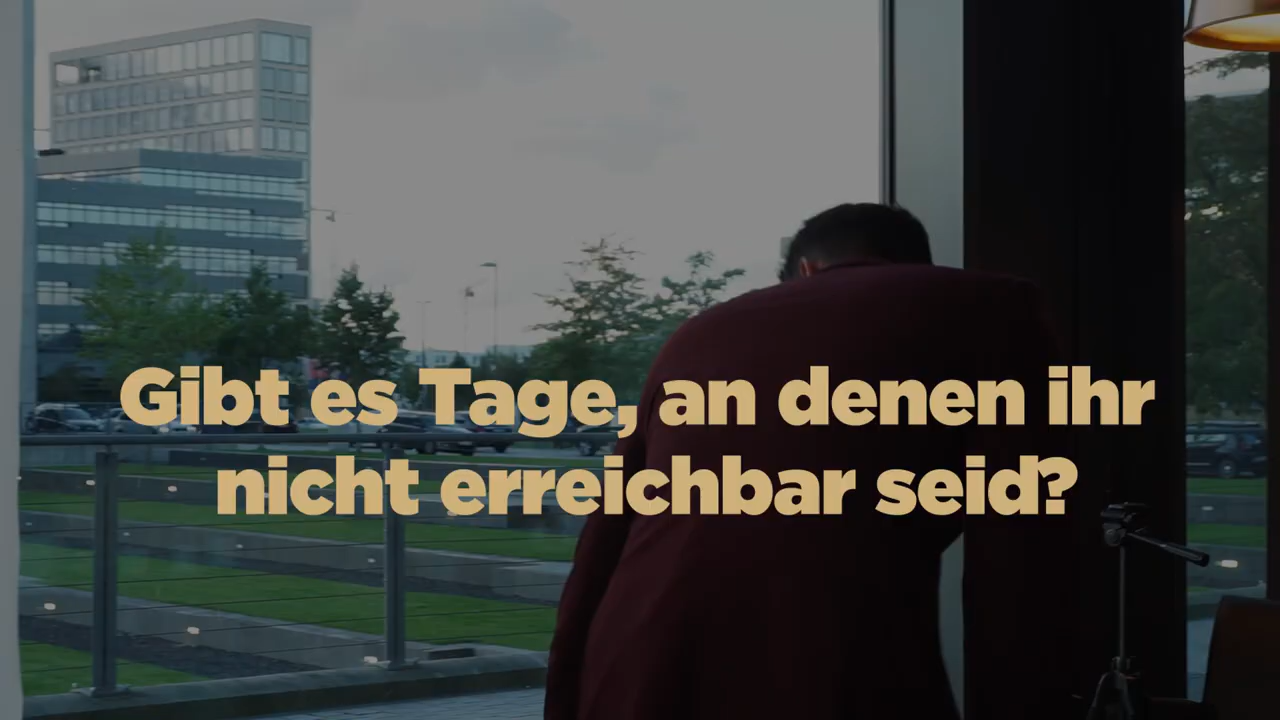 Gibt es Tage, an denen ihr
nicht erreichbar seid?